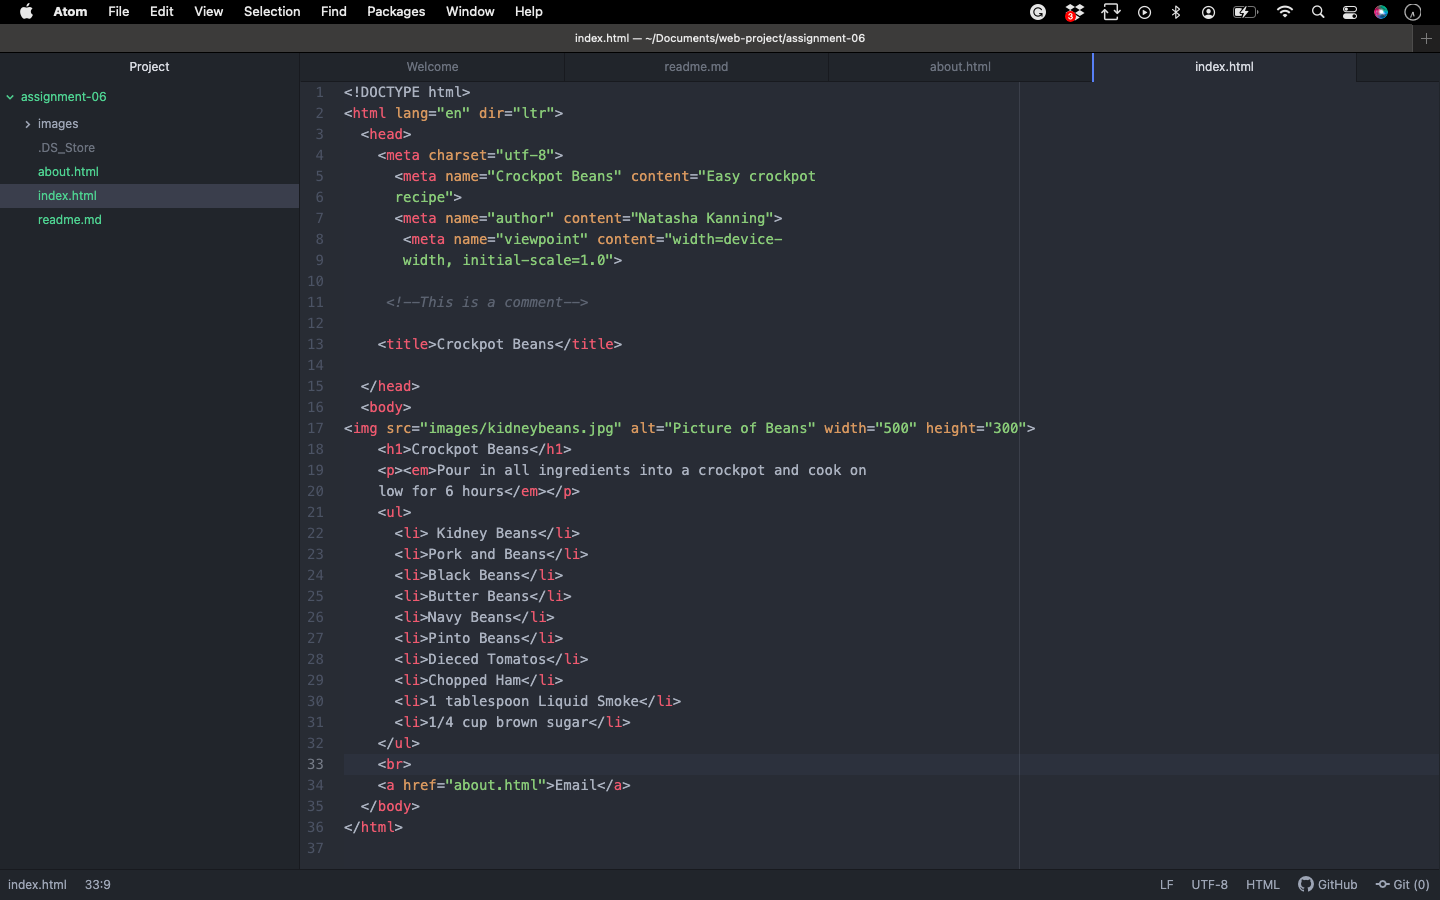 Atom File Edit View Selection Find Packages Window Help
3
index.html — ~/Documents/web-project/assignment-06
Project
Welcome
readme.md
about.html
index.html
assignment-06
images
.DS_Store
about.html
index.html
readme.md
1 <!DOCTYPE html>
2 <html lang="en" dir="ltr">
3 <head>
4 <meta charset="utf-8">
5 <meta name="Crockpot Beans" content="Easy crockpot
6 recipe">
7 <meta name="author" content="Natasha Kanning">
8 <meta name="viewpoint" content="width=device-
9 width, initial-scale=1.0">
10
11 <!--This is a comment-->
12
13 <title>Crockpot Beans</title>
14
15 </head>
16 <body>
17 <img src="images/kidneybeans.jpg" alt="Picture of Beans" width="500" height="300">
18 <h1>Crockpot Beans</h1>
19 <p><em>Pour in all ingredients into a crockpot and cook on
20 low for 6 hours</em></p>
21 <ul>
22 <li> Kidney Beans</li>
23 <li>Pork and Beans</li>
24 <li>Black Beans</li>
25 <li>Butter Beans</li>
26 <li>Navy Beans</li>
27 <li>Pinto Beans</li>
28 <li>Dieced Tomatos</li>
29 <li>Chopped Ham</li>
30 <li>1 tablespoon Liquid Smoke</li>
31 <li>1/4 cup brown sugar</li>
32 </ul>
33 <br>
34 <a href="about.html">Email</a>
35 </body>
36 </html>
37
index.html 33:9
LF UTF-8 HTML GitHub Git (0)